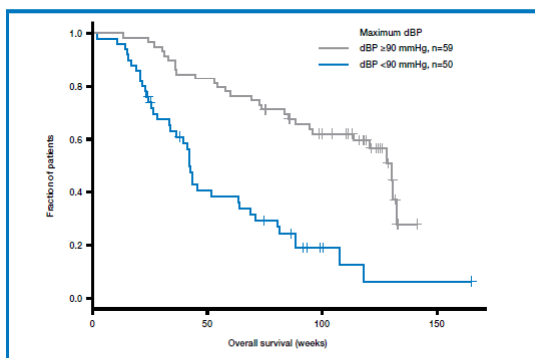 Maximum dBP
dBP ≥90 mmHg, n=59
dBP <90 mmHg, n=50
Fraction of patients
1.0
0.8
0.6
0.4
0.2
0.0
0
50
100
150
Overall survival (weeks)